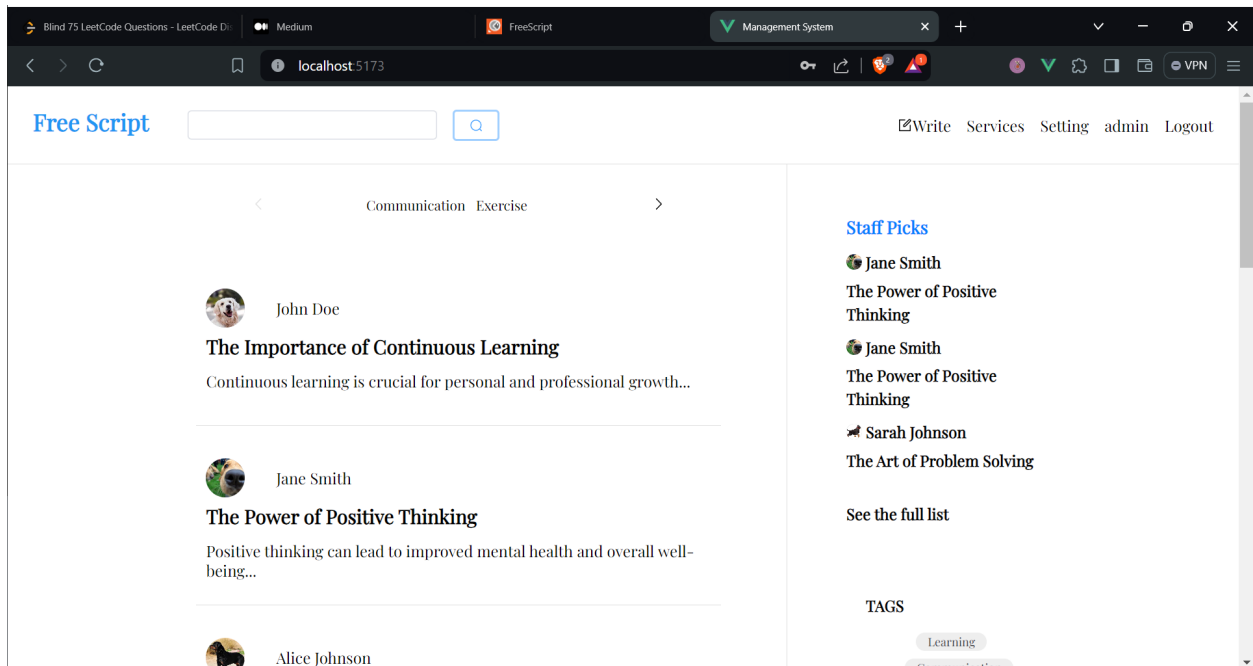 Blind 75 LeetCode Questions - LeetCode Dis
Medium
FreeScript
Management System
localhost:5173
2
1
VPN
Free Script
Write Services Setting admin Logout
Communication Exercise
John Doe
The Importance of Continuous Learning
Continuous learning is crucial for personal and professional growth...
Jane Smith
The Power of Positive Thinking
Positive thinking can lead to improved mental health and overall well-
being...
Alice Johnson
Staff Picks
Jane Smith
The Power of Positive
Thinking
Jane Smith
The Power of Positive
Thinking
Sarah Johnson
The Art of Problem Solving
See the full list
TAGS
Learning